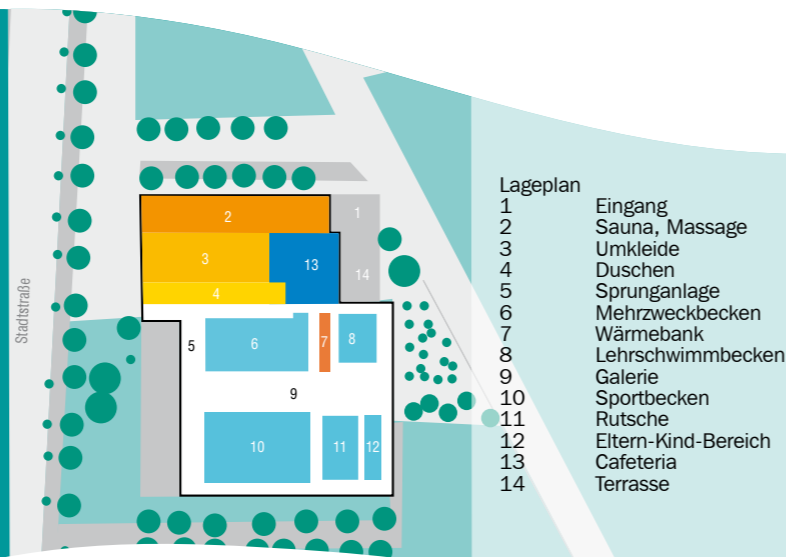 2
1
3
13
14
4
Stadtstraße
5
6
7
8
9
10
11
12
Lageplan
1 Eingang
2 Sauna, Massage
3 Umkleide
4 Duschen
5 Sprunganlage
6 Mehrzweckbecken
7 Wärmebank
8 Lehrschwimmbecken
9 Galerie
10 Sportbecken
11 Rutsche
12 Eltern-Kind-Bereich
13 Cafeteria
14 Terrasse